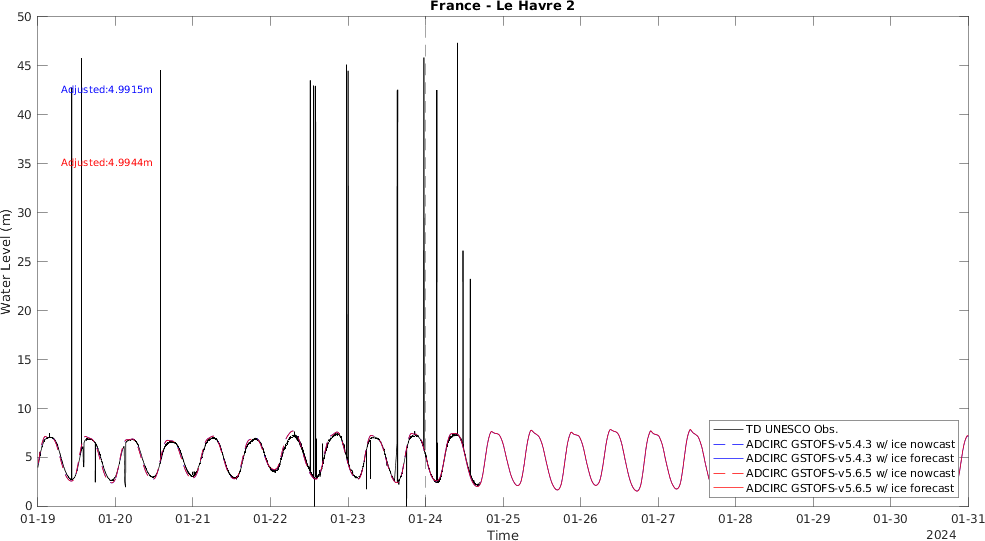 France - Le Havre 2
50
45
40
35
30
25
20
15
10
5
0
Water Level (m)
Adjusted:4.9915m
Adjusted:4.9944m
TD UNESCO Obs.
ADCIRC GSTOFS-v5.4.3 w/ ice nowcast
ADCIRC GSTOFS-v5.4.3 w/ ice forecast
ADCIRC GSTOFS-v5.6.5 w/ ice nowcast
ADCIRC GSTOFS-v5.6.5 w/ ice forecast
01-19 01-20 01-21 01-22 01-23 01-24 01-25 01-26 01-27 01-28 01-29 01-30 01-31
Time
2024